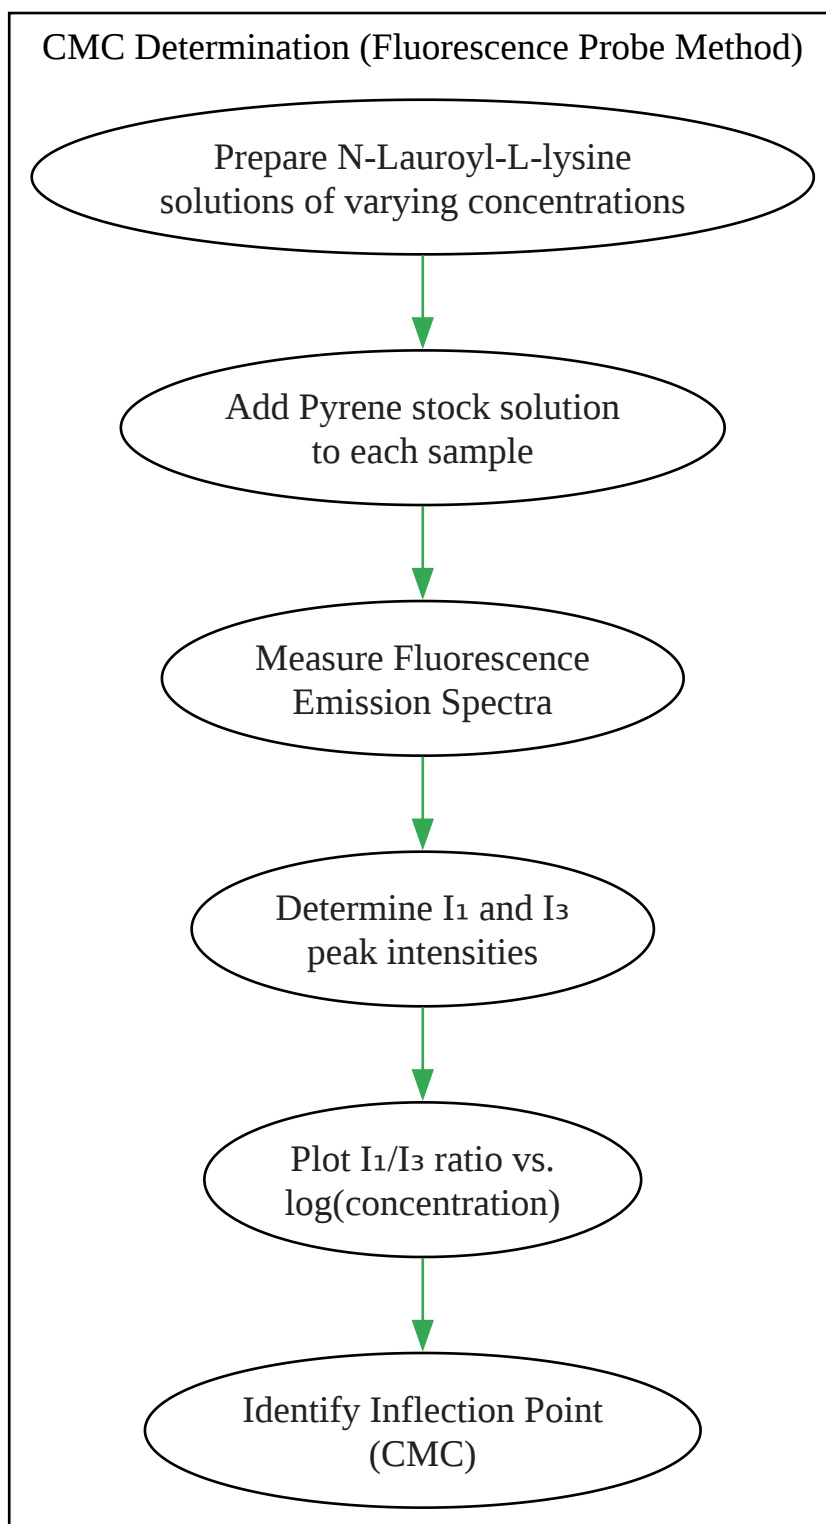 CMC Determination (Fluorescence Probe Method)
Prepare N-Lauroyl-L-lysine
solutions of varying concentrations
Add Pyrene stock solution
to each sample
Measure Fluorescence
Emission Spectra
Determine I₁ and I₃
peak intensities
Plot I₁/I₃ ratio vs.
log(concentration)
Identify Inflection Point
(CMC)